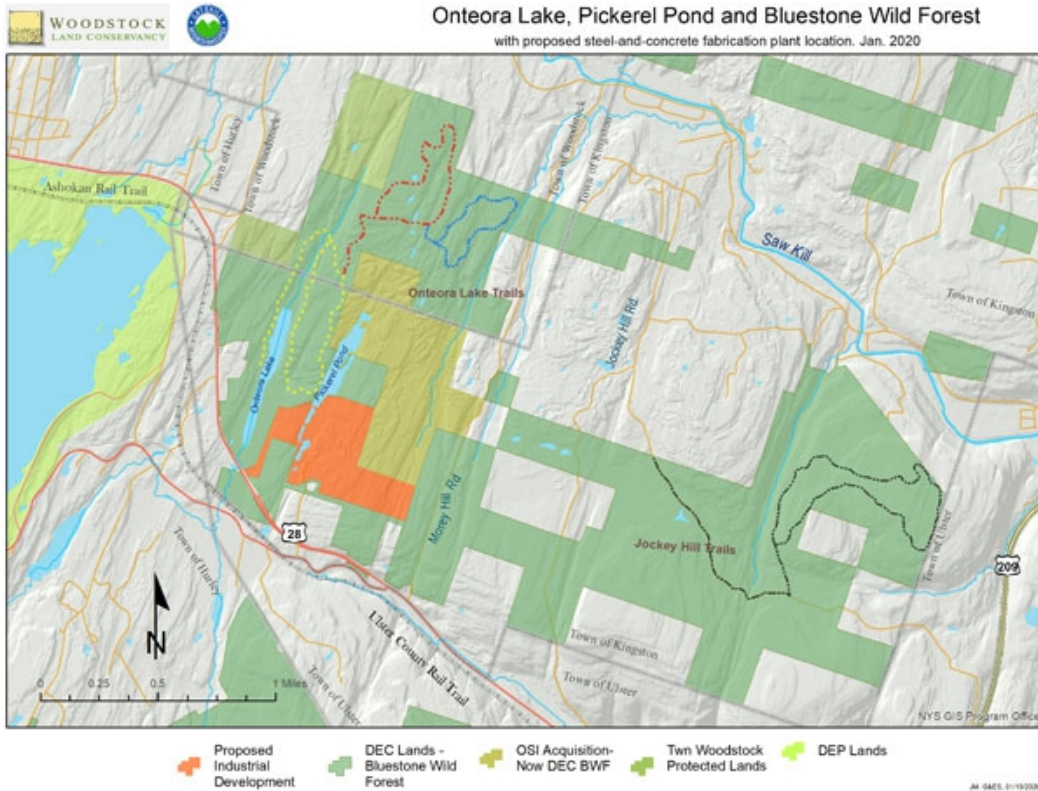 WOODSTOCK
LAND CONSERVANCY
Onteora Lake, Pickerel Pond and Bluestone Wild Forest
with proposed steel-and-concrete fabrication plant location. Jan. 2020
Ashokan Rail Trail
Town of Hurley
Town of Woodstock
Town of Woodstock
Town of Kingston
Saw Kill
Town of Kingston
Onteora Lake Trails
Onteora Lake
Pickerel Pond
Jockey Hill Rd
Morey Hill Rd
28
Jockey Hill Trails
Town of Ulster
209
Town of Hurley
N
0 0.25 0.5 1 Miles
Ulster County Rail Trail
Town of Kingston
Town of Ulster
Town of Ulster
NYS GIS Program Office
Proposed
Industrial
Development
DEC Lands -
Bluestone Wild
Forest
OSI Acquisition-
Now DEC BWF
Twn Woodstock
Protected Lands
DEP Lands